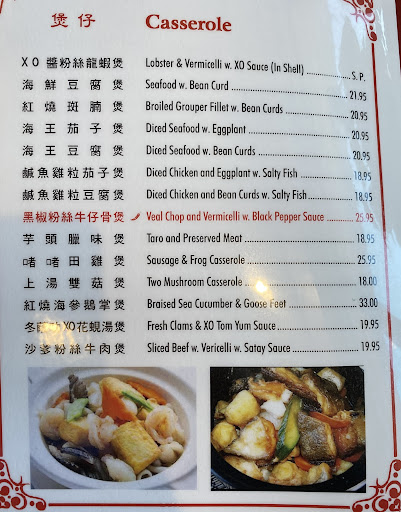 煲仔 Casserole
XO醬粉絲龍蝦煲 Lobster & Vermicelli w. XO Sauce (In Shell) S.P.
海鮮豆腐煲 Seafood w. Bean Curd 21.95
紅燒斑腩煲 Broiled Grouper Fillet w. Bean Curds 20.95
海王茄子煲 Diced Seafood w. Eggplant 20.95
海王豆腐煲 Diced Seafood w. Bean Curds 20.95
鹹魚雞粒茄子煲 Diced Chicken and Eggplant w. Salty Fish 18.95
鹹魚雞粒豆腐煲 Diced Chicken and Bean Curds w. Salty Fish 18.95
黑椒粉絲牛仔骨煲 Veal Chop and Vermicelli w. Black Pepper Sauce 25.95
芋頭臘味煲 Taro and Preserved Meat 18.95
啫啫田雞煲 Sausage & Frog Casserole 25.95
上湯雙菇煲 Two Mushroom Casserole 18.00
紅燒海參鵝掌煲 Braised Sea Cucumber & Goose Feet 33.00
冬XO花蜆湯煲 Fresh Clams & XO Tom Yum Sauce 19.95
沙爹粉絲牛肉煲 Sliced Beef w. Vericelli w. Satay Sauce 19.95